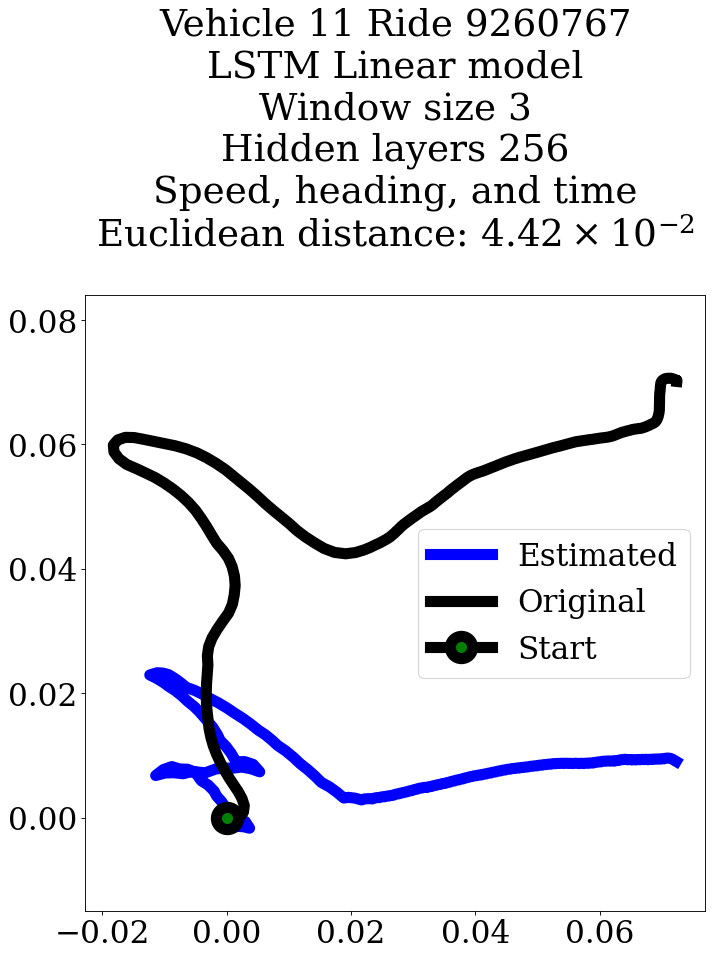 Vehicle 11 Ride 9260767
LSTM Linear model
Window size 3
Hidden layers 256
Speed, heading, and time
Euclidean distance: 4.42 × 10⁻²
0.08
0.06
0.04
0.02
0.00
Estimated
Original
Start
−0.02 0.00 0.02 0.04 0.06